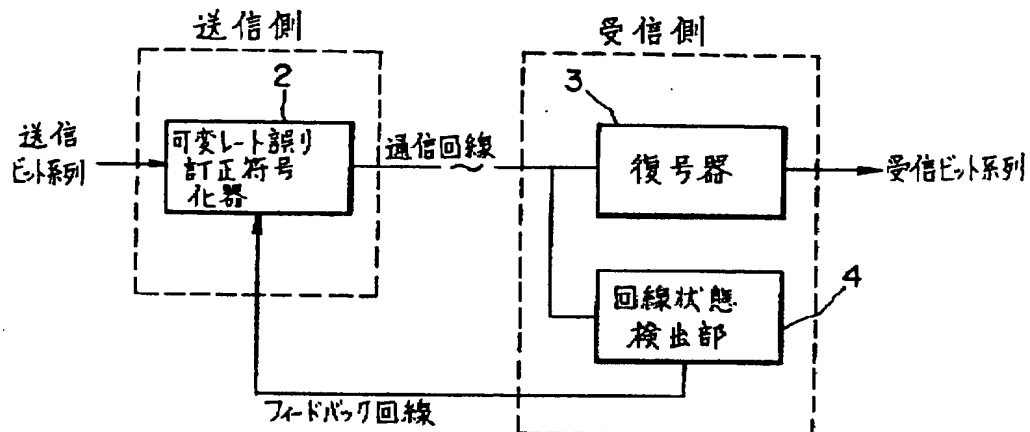 送信側
受信側
2
3
送信
ビット系列
可変レート誤り
訂正符号
化器
通信回線
復号器
受信ビット系列
4
回線状態
検出部
フィードバック回線